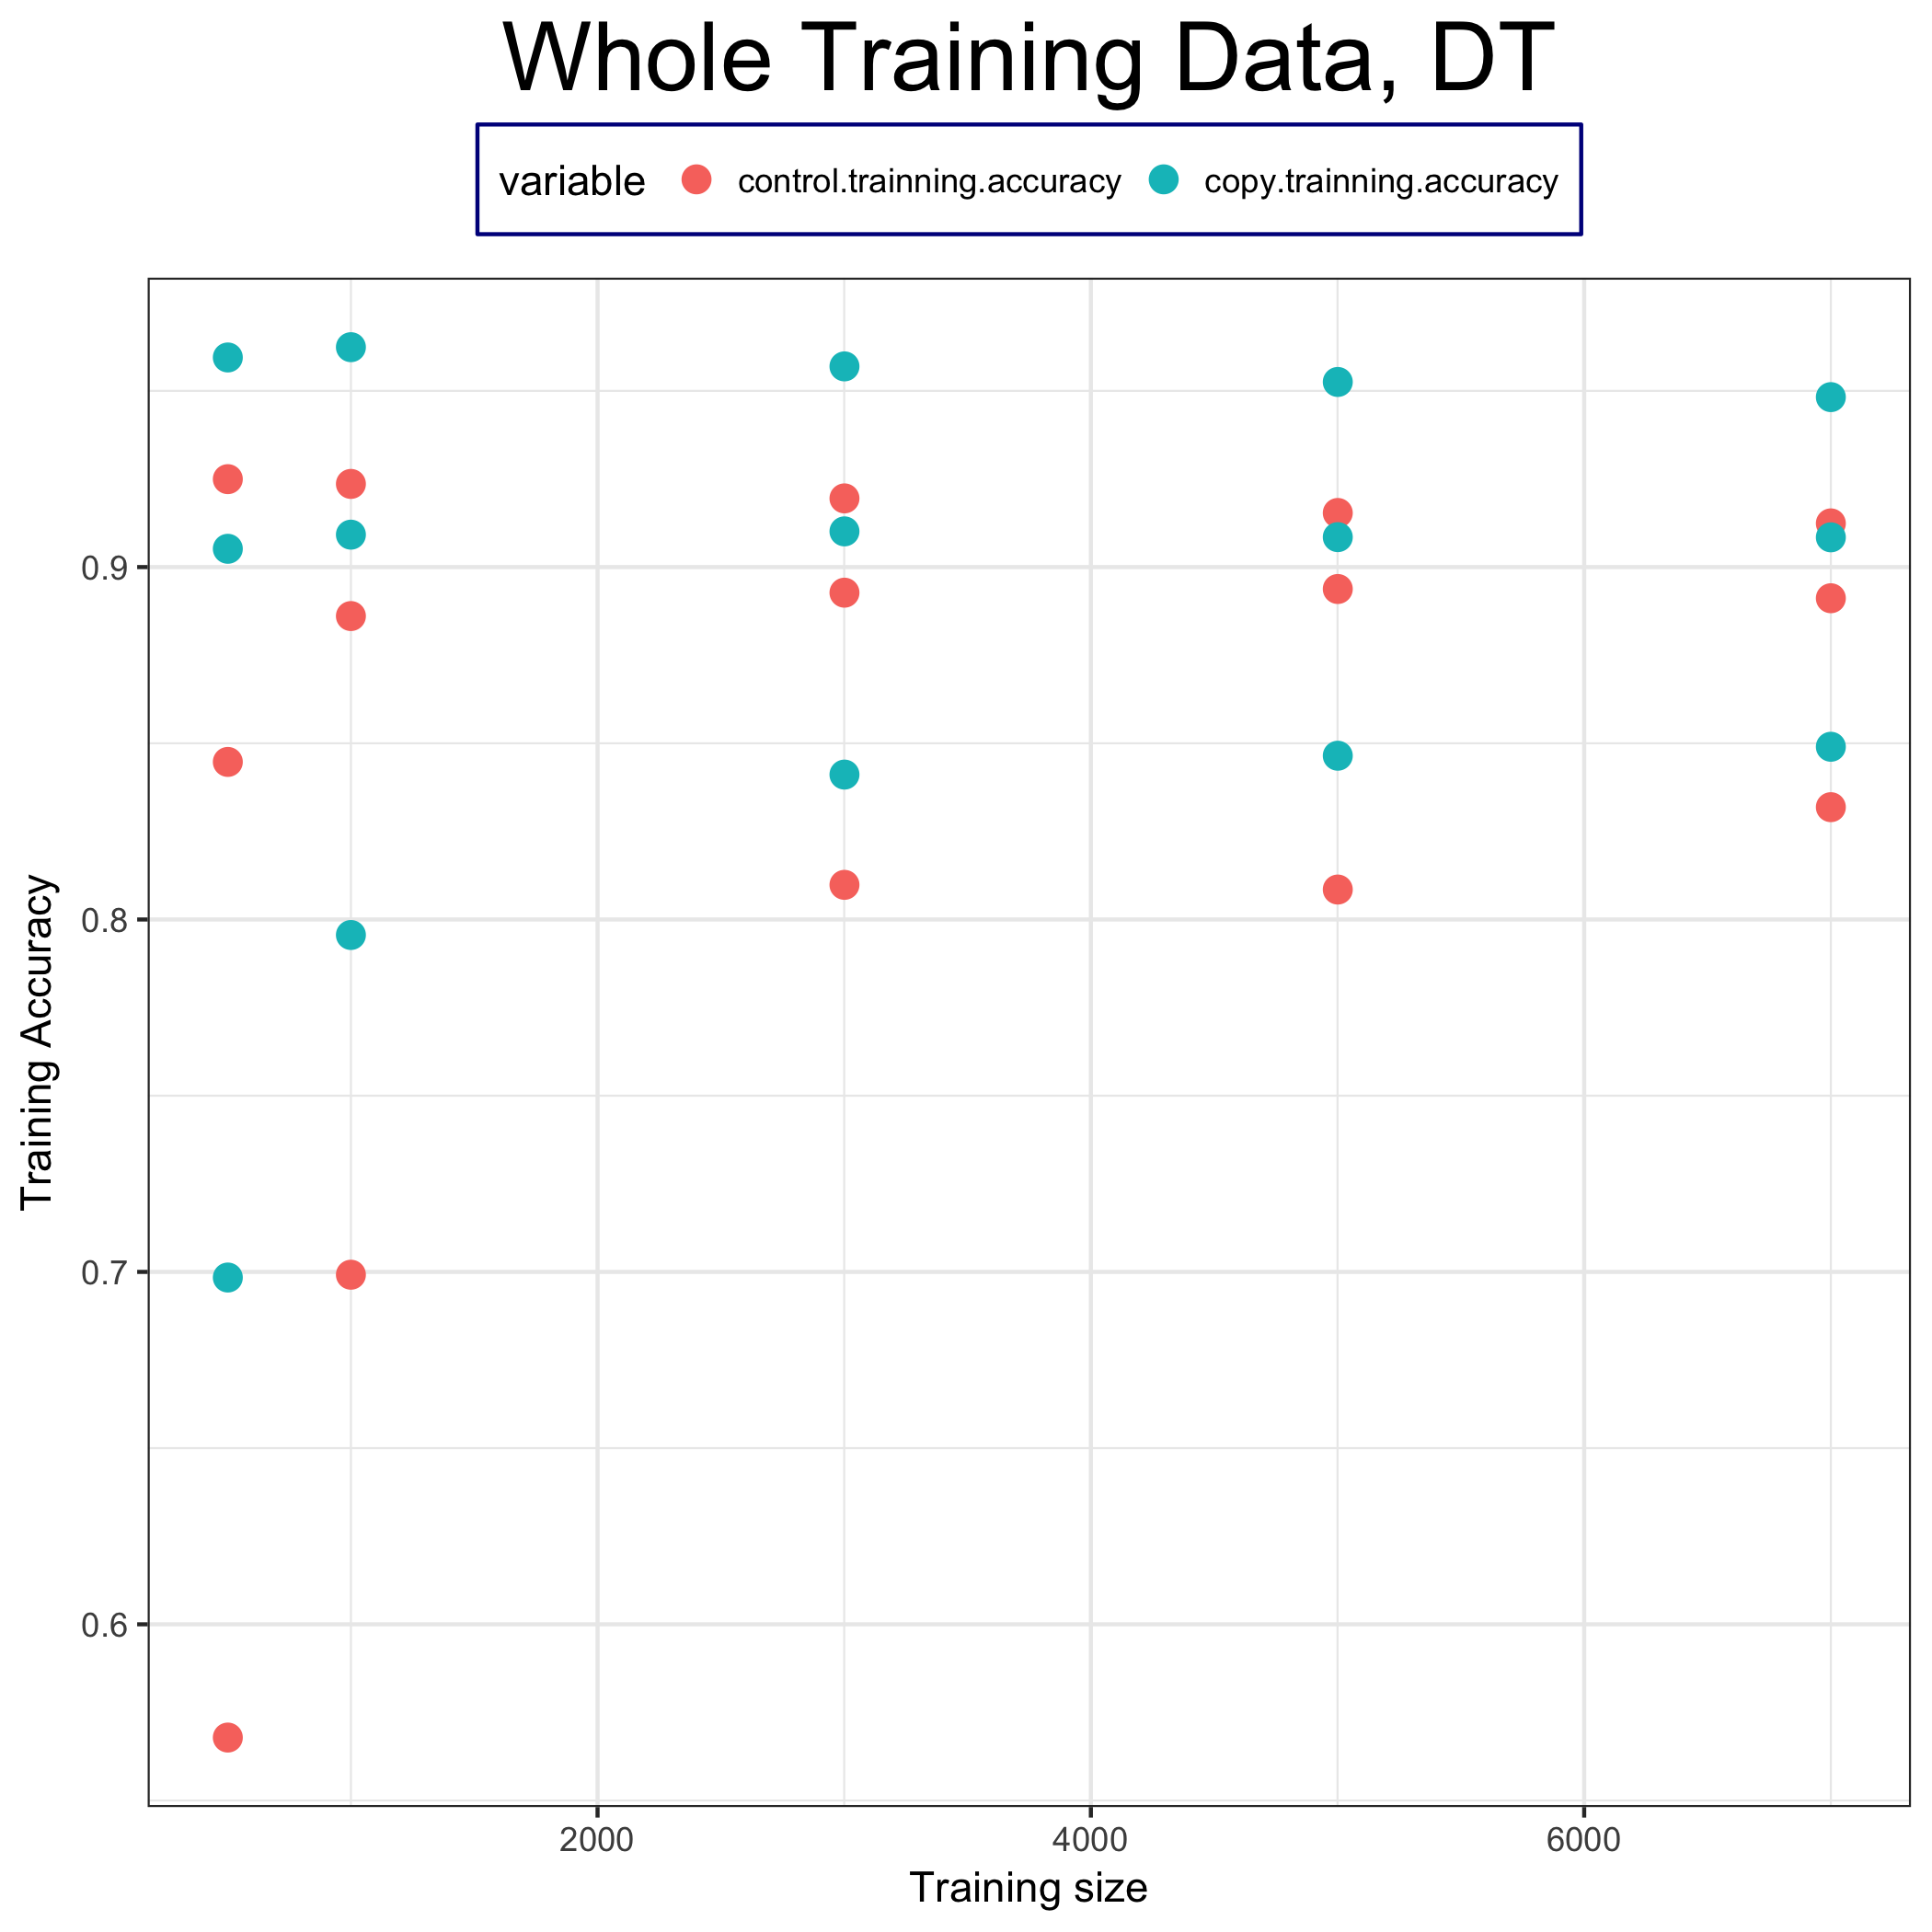 Whole Training Data, DT
variable control.trainning.accuracy copy.trainning.accuracy
Training Accuracy
0.9
0.8
0.7
0.6
2000 4000 6000
Training size